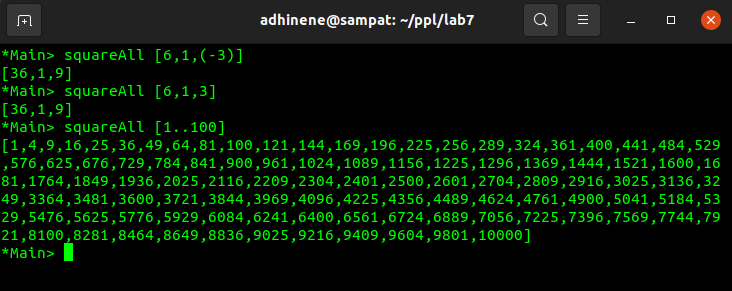 adhinene@sampat: ~/ppl/lab7
*Main> squareAll [6,1,(-3)]
[36,1,9]
*Main> squareAll [6,1,3]
[36,1,9]
*Main> squareAll [1..100]
[1,4,9,16,25,36,49,64,81,100,121,144,169,196,225,256,289,324,361,400,441,484,529
,576,625,676,729,784,841,900,961,1024,1089,1156,1225,1296,1369,1444,1521,1600,16
81,1764,1849,1936,2025,2116,2209,2304,2401,2500,2601,2704,2809,2916,3025,3136,32
49,3364,3481,3600,3721,3844,3969,4096,4225,4356,4489,4624,4761,4900,5041,5184,53
29,5476,5625,5776,5929,6084,6241,6400,6561,6724,6889,7056,7225,7396,7569,7744,79
21,8100,8281,8464,8649,8836,9025,9216,9409,9604,9801,10000]
*Main>